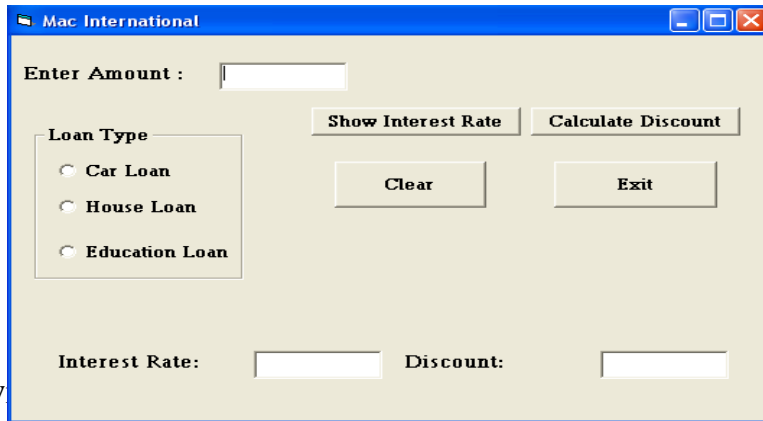 Mac International
Enter Amount :
Show Interest Rate Calculate Discount
Loan Type
Car Loan
Clear Exit
House Loan
Education Loan
Interest Rate: Discount: